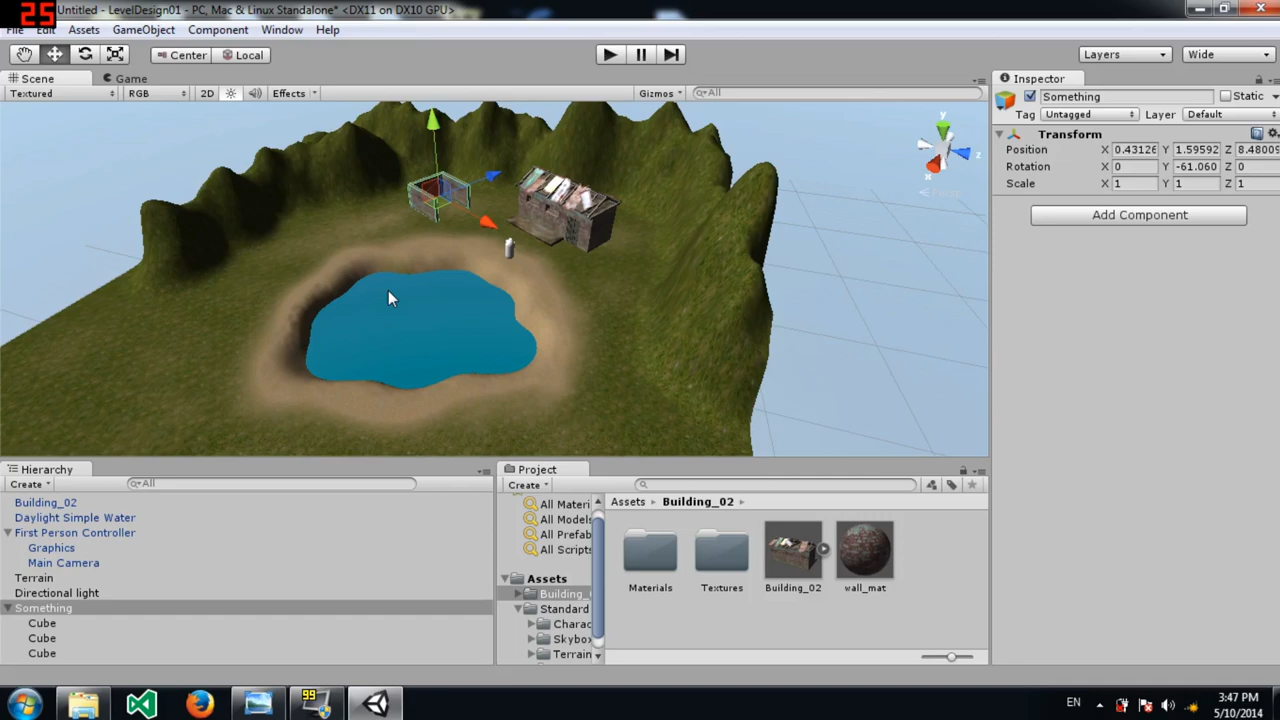 25
Untitled - LevelDesign01 - PC, Mac & Linux Standalone* <DX11 on DX10 GPU>
File Edit Assets GameObject Component Window Help
Center Local
Layers Wide
Scene Game
Textured RGB 2D Effects Gizmos All
y
z
x
Persp
Inspector
Something Static
Tag Untagged Layer Default
Transform
Position X 0.43126 Y 1.59592 Z 8.48009
Rotation X 0 Y -61.060 Z 0
Scale X 1 Y 1 Z 1
Add Component
Hierarchy
Create All
Building_02
Daylight Simple Water
First Person Controller
Graphics
Main Camera
Terrain
Directional light
Something
Cube
Cube
Cube
Project
Create
All Materi
All Models
All Prefab
All Scripts
Assets
Building_
Standard
Charac
Skybo
Terrain
Assets Building_02
Materials Textures Building_02 wall_mat
99
EN
3:47 PM
5/10/2014